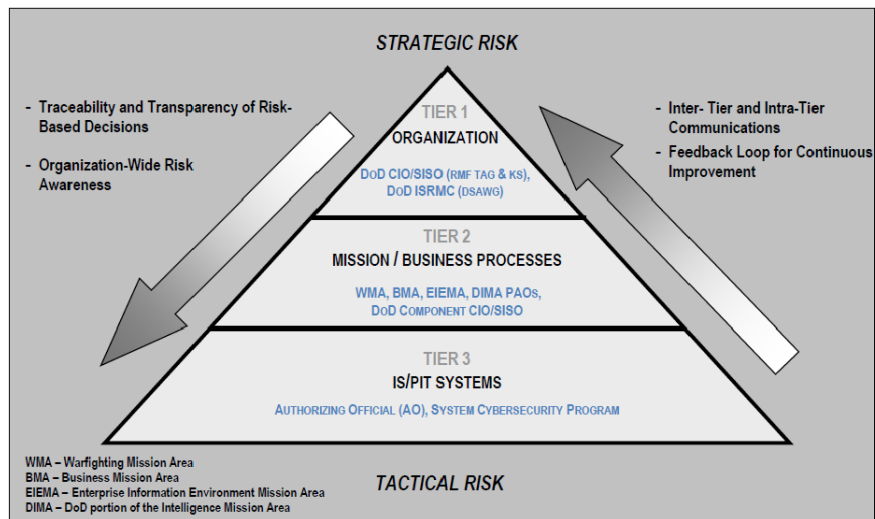 STRATEGIC RISK
- Traceability and Transparency of Risk-
Based Decisions
- Organization-Wide Risk
Awareness
- Inter- Tier and Intra-Tier
Communications
- Feedback Loop for Continuous
Improvement
TIER 1
ORGANIZATION
DOD CIO/SISO (RMF TAG & KS),
DOD ISRMC (DSAWG)
TIER 2
MISSION / BUSINESS PROCESSES
WMA, BMA, EIEMA, DIMA PAOS,
DOD COMPONENT CIO/SISO
TIER 3
IS/PIT SYSTEMS
AUTHORIZING OFFICIAL (AO), SYSTEM CYBERSECURITY PROGRAM
WMA – Warfighting Mission Area
BMA – Business Mission Area
EIEMA – Enterprise Information Environment Mission Area
DIMA – DoD portion of the Intelligence Mission Area
TACTICAL RISK